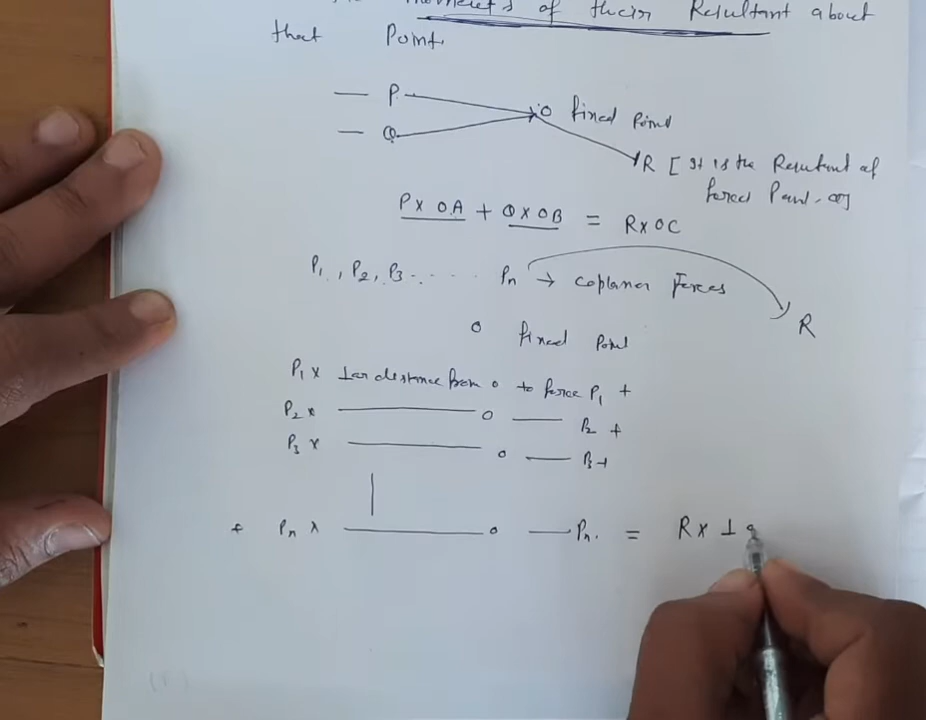 moments of their Resultant about
that Point.
— P O fixed Point
— Q
R [ It is the Resultant of
forces P and Q]
P x OA + Q x OB = R x OC
P1, P2, P3 ..... Pn → coplanar Forces
R
O fixed Point
P1 x ⊥ar distance from O to force P1 +
P2 x ——— O —— P2 +
P3 x ——— O —— P3 +
|
+ Pn x ——— O —— Pn. = R x ⊥